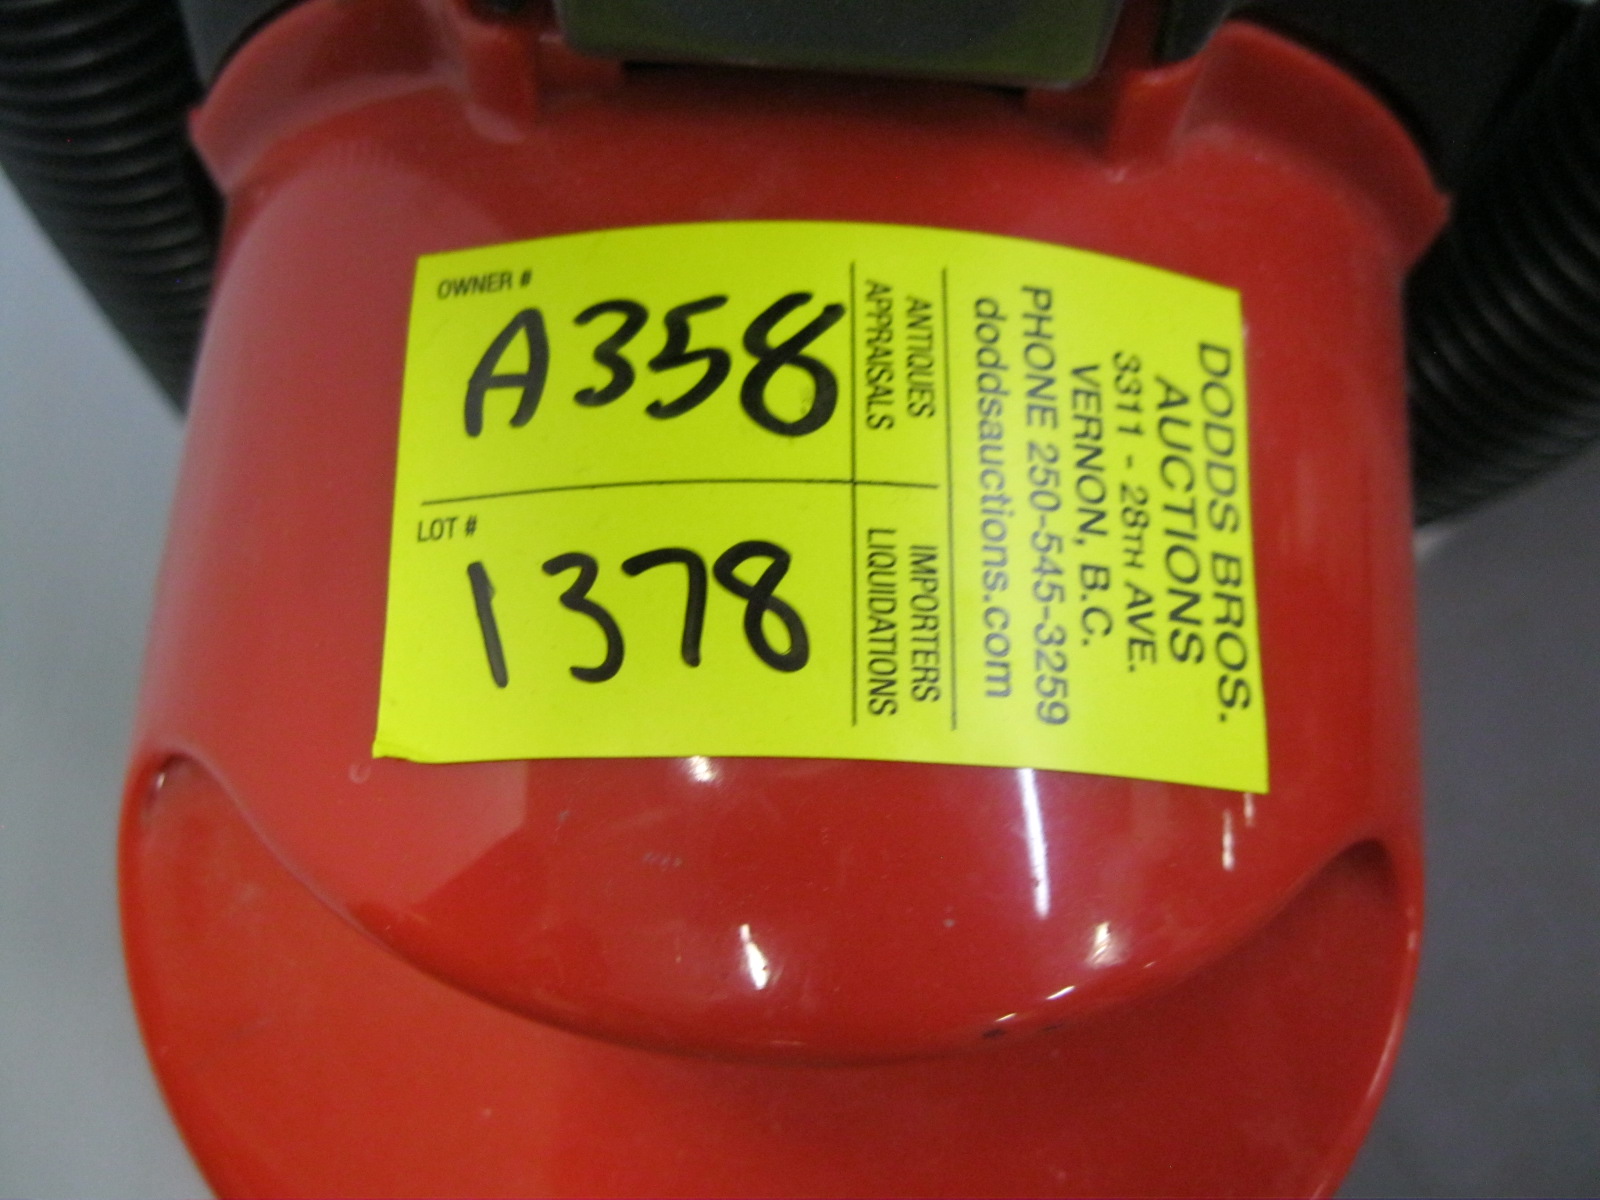 OWNER #
A358
LOT #
1378
ANTIQUES
APPRAISALS
IMPORTERS
LIQUIDATIONS
DODDS BROS.
AUCTIONS
3311 - 28TH AVE.
VERNON, B.C.
PHONE 250-545-3259
doddsauctions.com